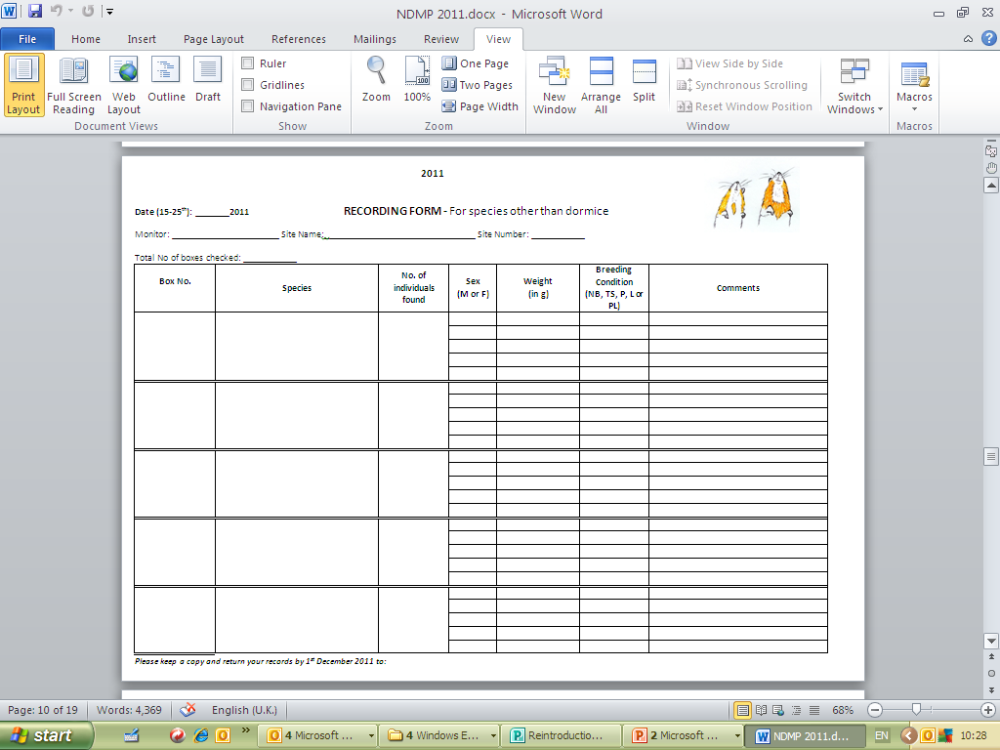 NDMP 2011.docx - Microsoft Word
File Home Insert Page Layout References Mailings Review View
Print Layout
Full Screen Reading
Web Layout
Outline
Draft
Document Views
Ruler
Gridlines
Navigation Pane
Show
Zoom
100%
One Page
Two Pages
Page Width
Zoom
New Window
Arrange All
Split
View Side by Side
Synchronous Scrolling
Reset Window Position
Window
Switch Windows
Macros
Macros
2011
Date (15-25th): _______2011 RECORDING FORM - For species other than dormice
Monitor: ______________________ Site Name: ______________________________ Site Number: ___________
Total No of boxes checked: ___________
Box No.
Species
No. of individuals found
Sex (M or F)
Weight (in g)
Breeding Condition (NB, TS, P, L or PL)
Comments
Please keep a copy and return your records by 1st December 2011 to:
Page: 10 of 19 Words: 4,369 English (U.K.) 68%
start » 4 Microsoft ... 4 Windows E... Reintroductio... 2 Microsoft ... NDMP 2011.d... EN 10:28